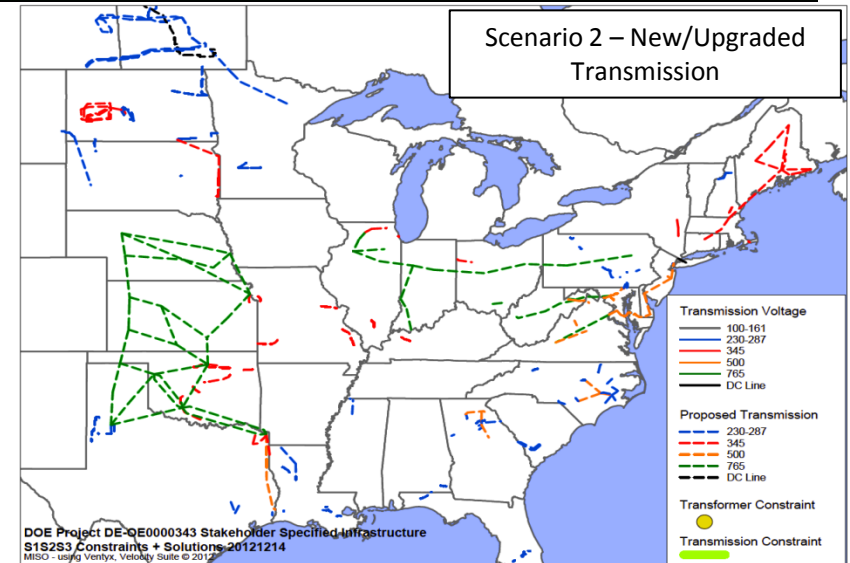 Scenario 2 – New/Upgraded
Transmission
Transmission Voltage
100-161
230-287
345
500
765
DC Line
Proposed Transmission
230-287
345
500
765
DC Line
Transformer Constraint
Transmission Constraint
DOE Project DE-OE0000343 Stakeholder Specified Infrastructure
S1S2S3 Constraints + Solutions 20121214
MISO - using Ventyx, Velocity Suite © 2012